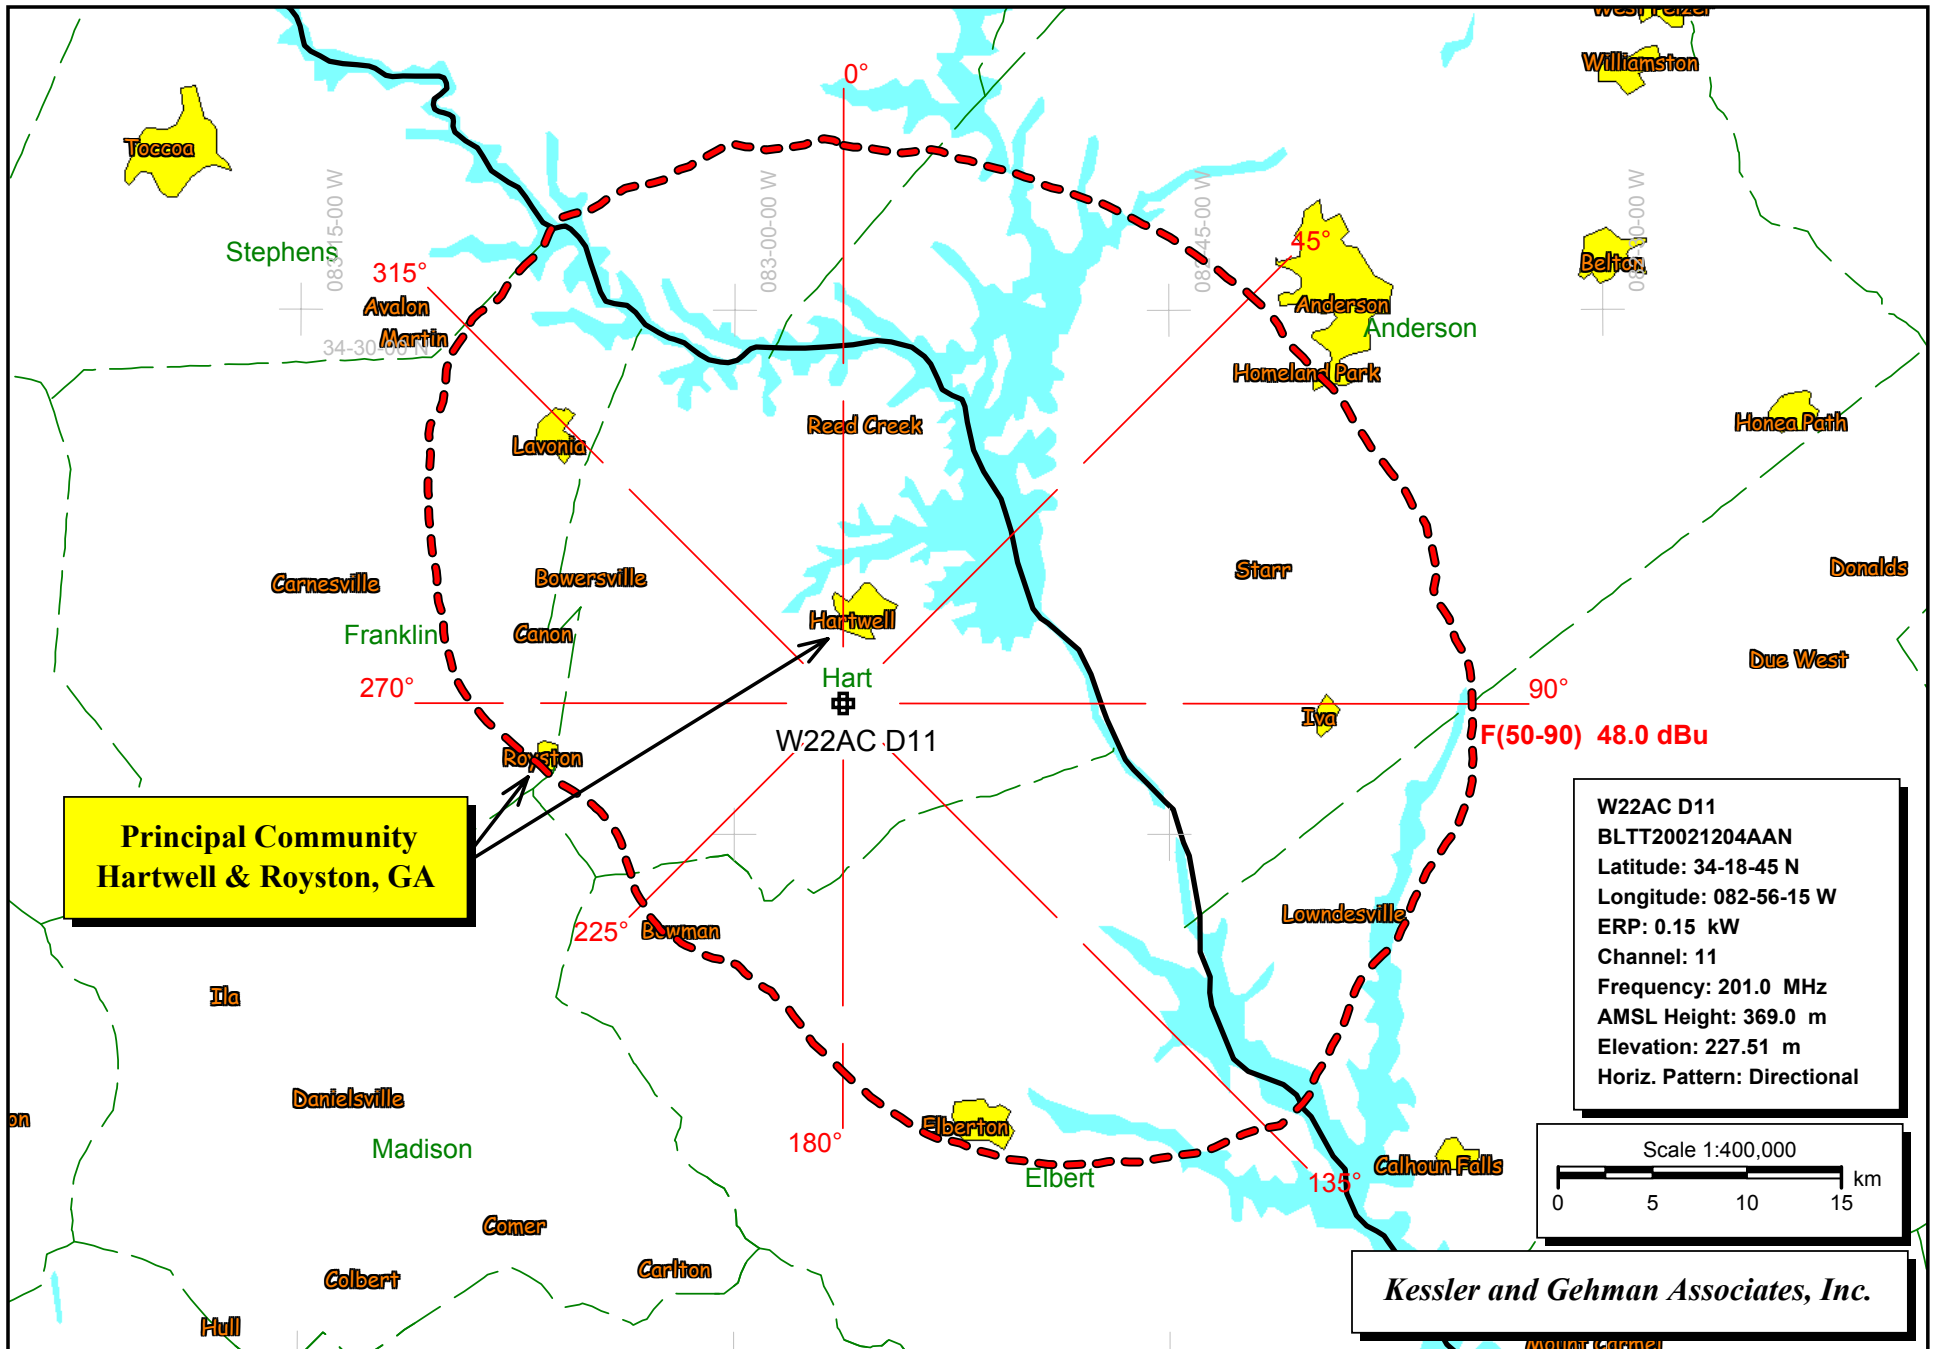 West Pelzer
Williamston
0°
Toccoa
083-15-00 W
083-00-00 W
082-45-00 W
082-30-00 W
Stephens
45°
Belton
315°
Avalon
Anderson
Anderson
Martin
34-30-00 N
Homeland Park
Reed Creek
Honea Path
Lavonia
Carnesville
Bowersville
Starr
Donalds
Hartwell
Franklin
Canon
Due West
Hart
270°
90°
Iva
W22AC D11
F(50-90) 48.0 dBu
Royston
Principal Community
Hartwell & Royston, GA
W22AC D11
BLTT20021204AAN
Latitude: 34-18-45 N
Longitude: 082-56-15 W
ERP: 0.15 kW
Channel: 11
Frequency: 201.0 MHz
AMSL Height: 369.0 m
Elevation: 227.51 m
Horiz. Pattern: Directional
Lowndesville
225°
Bowman
Ila
Danielsville
on
Elberton
180°
Madison
Elbert
135°
Calhoun Falls
Scale 1:400,000
km
0 5 10 15
Comer
Colbert
Carlton
Hull
Kessler and Gehman Associates, Inc.
Mount Carmel